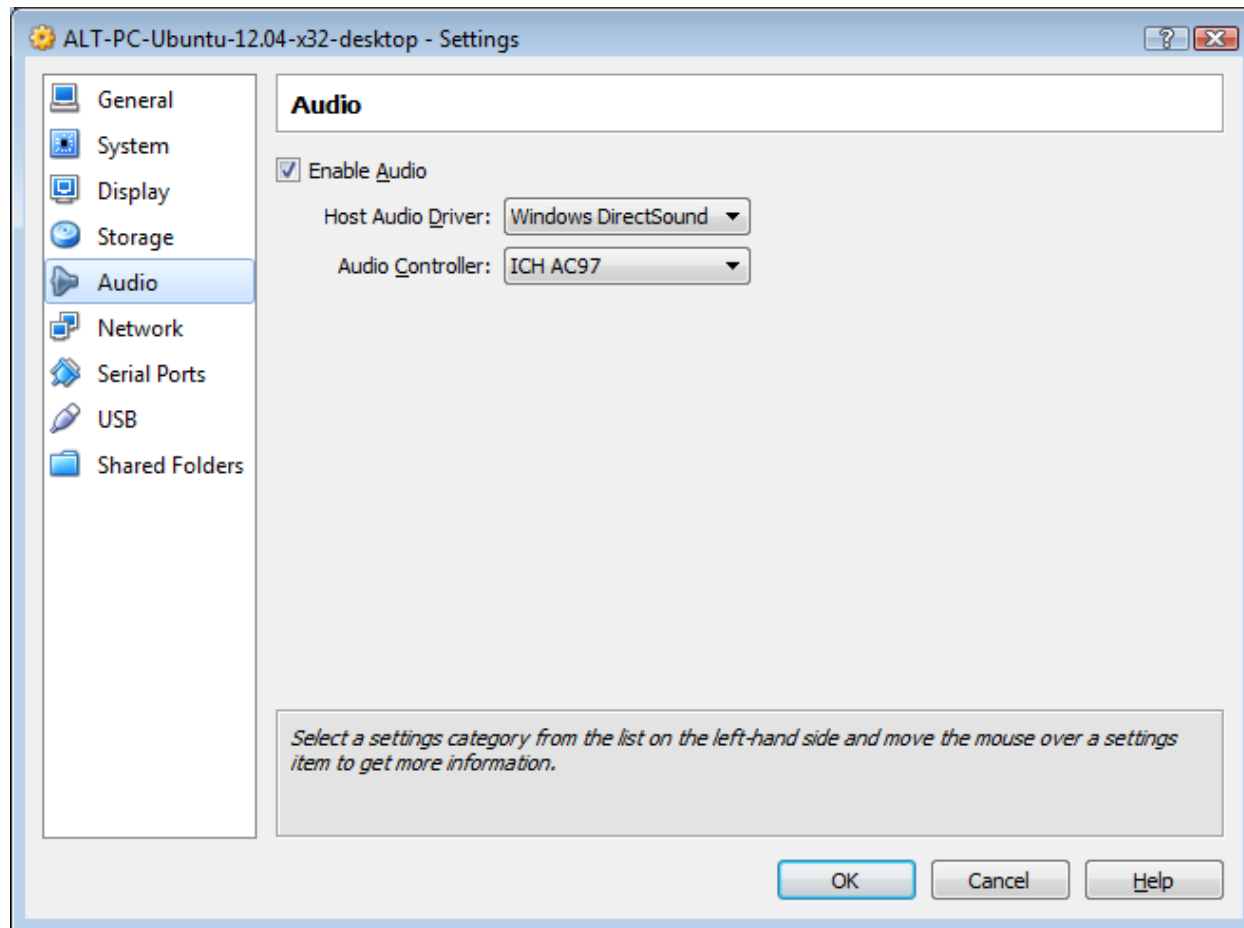 ALT-PC-Ubuntu-12.04-x32-desktop - Settings
General
System
Display
Storage
Audio
Network
Serial Ports
USB
Shared Folders
Audio
Enable Audio
Host Audio Driver: Windows DirectSound
Audio Controller: ICH AC97
Select a settings category from the list on the left-hand side and move the mouse over a settings
item to get more information.
OK Cancel Help